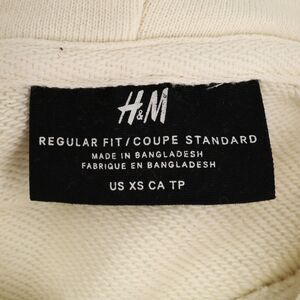 H&M
REGULAR FIT/COUPE STANDARD
MADE IN BANGLADESH
FABRIQUE EN BANGLADESH
US XS CA TP